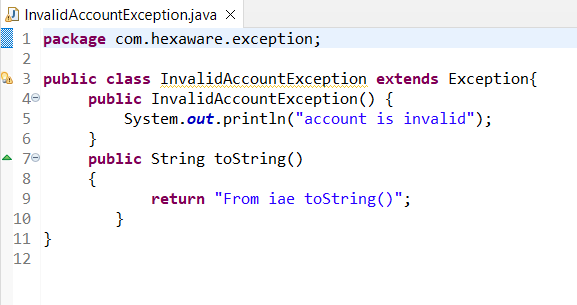 InvalidAccountException.java
1 package com.hexaware.exception;
2
3 public class InvalidAccountException extends Exception{
4 public InvalidAccountException() {
5 System.out.println("account is invalid");
6 }
7 public String toString()
8 {
9 return "From iae toString()";
10 }
11 }
12